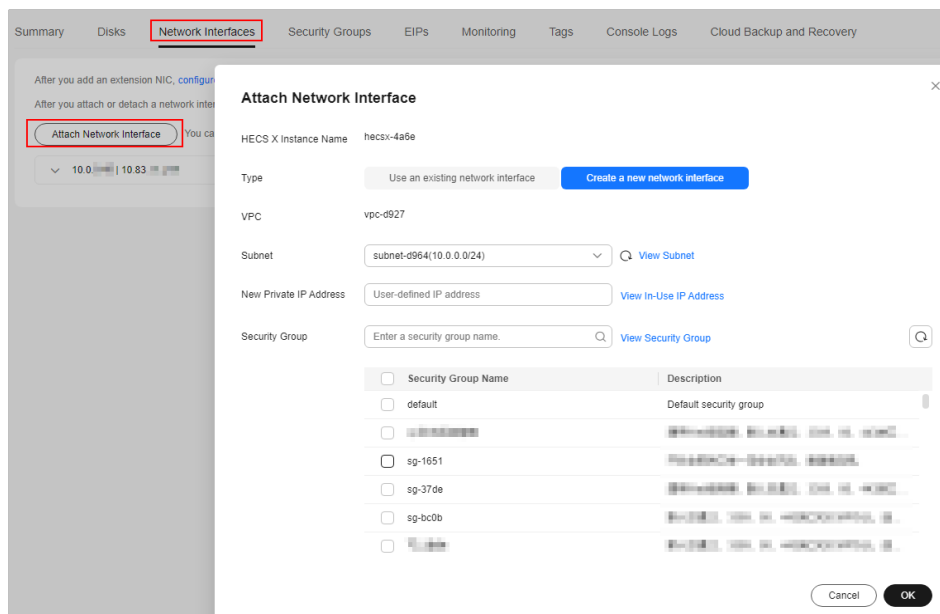 Summary Disks Network Interfaces Security Groups EIPs Monitoring Tags Console Logs Cloud Backup and Recovery
After you add an extension NIC, configur
After you attach or detach a network inter
Attach Network Interface You ca
10.0. | 10.83.
Attach Network Interface
HECS X Instance Name hecsx-4a6e
Type Use an existing network interface Create a new network interface
VPC vpc-d927
Subnet subnet-d964(10.0.0.0/24) View Subnet
New Private IP Address User-defined IP address View In-Use IP Address
Security Group Enter a security group name. View Security Group
Security Group Name Description
default Default security group
sg-1651
sg-37de
sg-bc0b
Cancel OK